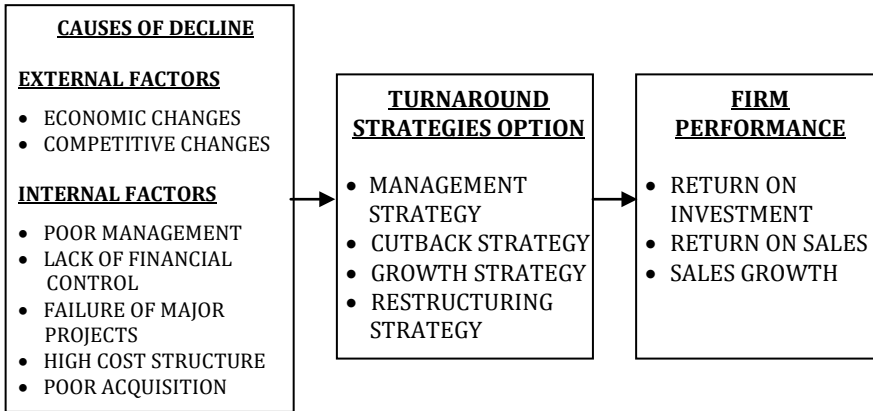 CAUSES OF DECLINE
EXTERNAL FACTORS
• ECONOMIC CHANGES
• COMPETITIVE CHANGES
INTERNAL FACTORS
• POOR MANAGEMENT
• LACK OF FINANCIAL
CONTROL
• FAILURE OF MAJOR
PROJECTS
• HIGH COST STRUCTURE
• POOR ACQUISITION
TURNAROUND
STRATEGIES OPTION
• MANAGEMENT
STRATEGY
• CUTBACK STRATEGY
• GROWTH STRATEGY
• RESTRUCTURING
STRATEGY
FIRM
PERFORMANCE
• RETURN ON
INVESTMENT
• RETURN ON SALES
• SALES GROWTH